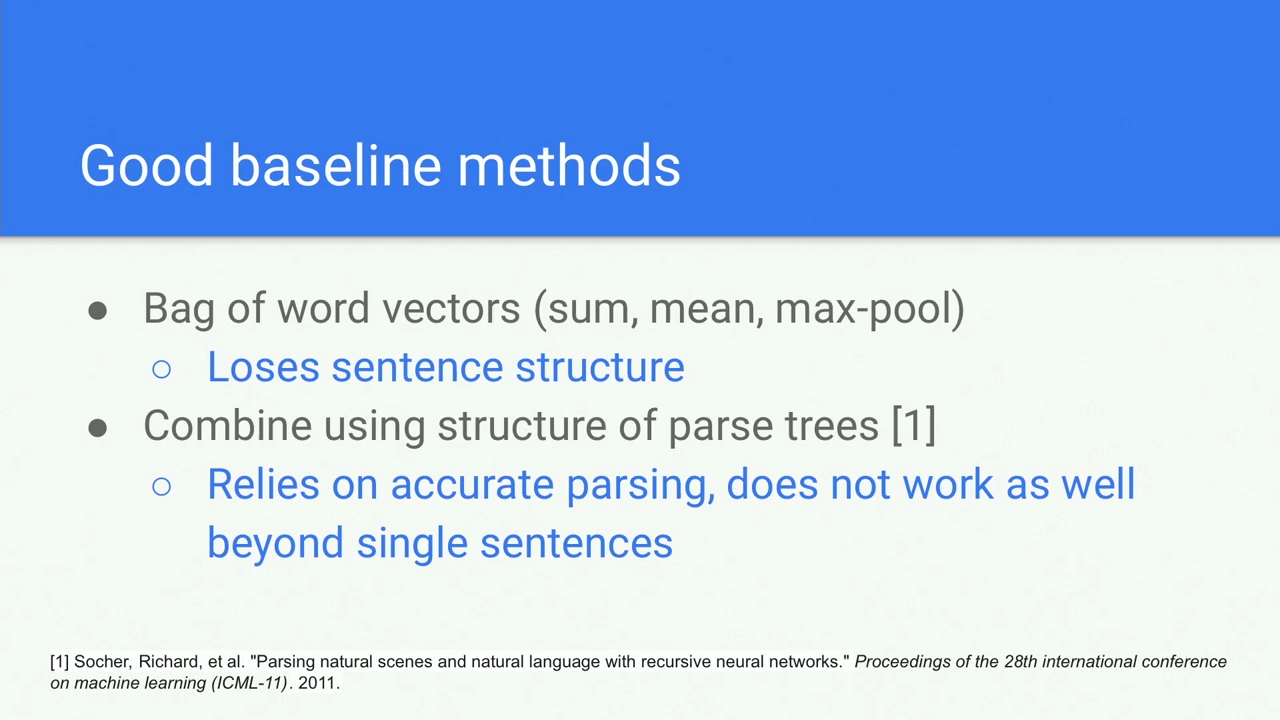 Good baseline methods
● Bag of word vectors (sum, mean, max-pool)
○ Loses sentence structure
● Combine using structure of parse trees [1]
○ Relies on accurate parsing, does not work as well
beyond single sentences
[1] Socher, Richard, et al. "Parsing natural scenes and natural language with recursive neural networks." Proceedings of the 28th international conference
on machine learning (ICML-11). 2011.